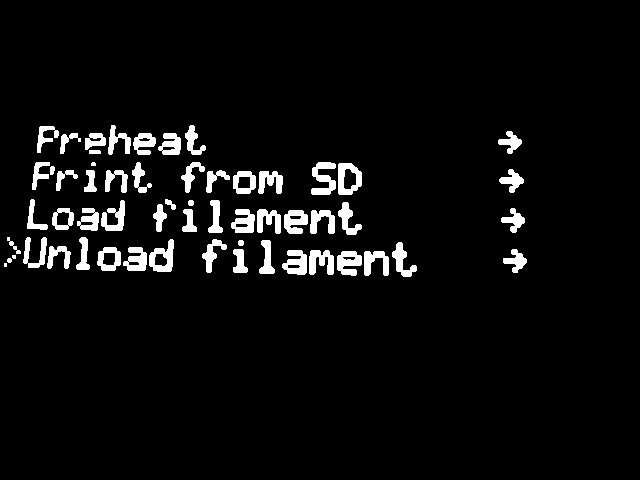 Preheat →
Print from SD →
Load filament →
>Unload filament →